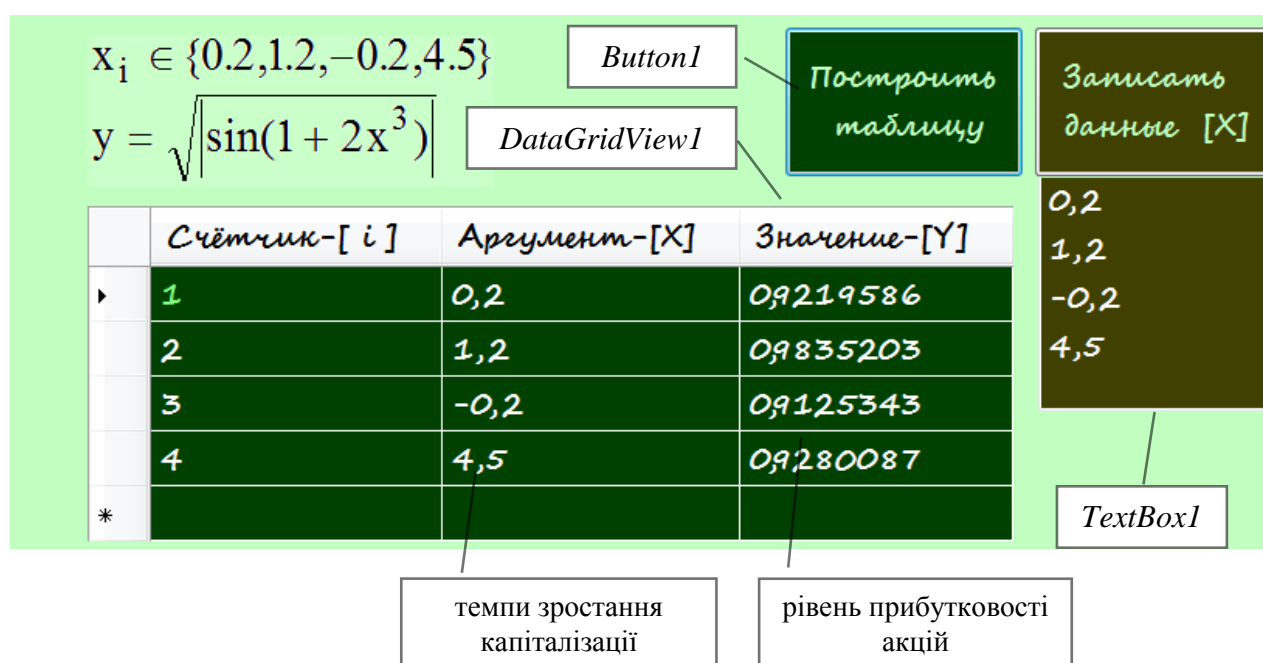 xᵢ ∈ {0.2,1.2,−0.2,4.5}
y = √|sin(1 + 2x³)|
Button1
DataGridView1
Построить
таблицу
Записать
данные [X]
Счётчик-[ i ] Аргумент-[X] Значение-[Y]
1 0,2 0,9219586
2 1,2 0,9835203
3 -0,2 0,9125343
4 4,5 0,9280087
*
0,2
1,2
-0,2
4,5
TextBox1
темпи зростання
капіталізації
рівень прибутковості
акцій